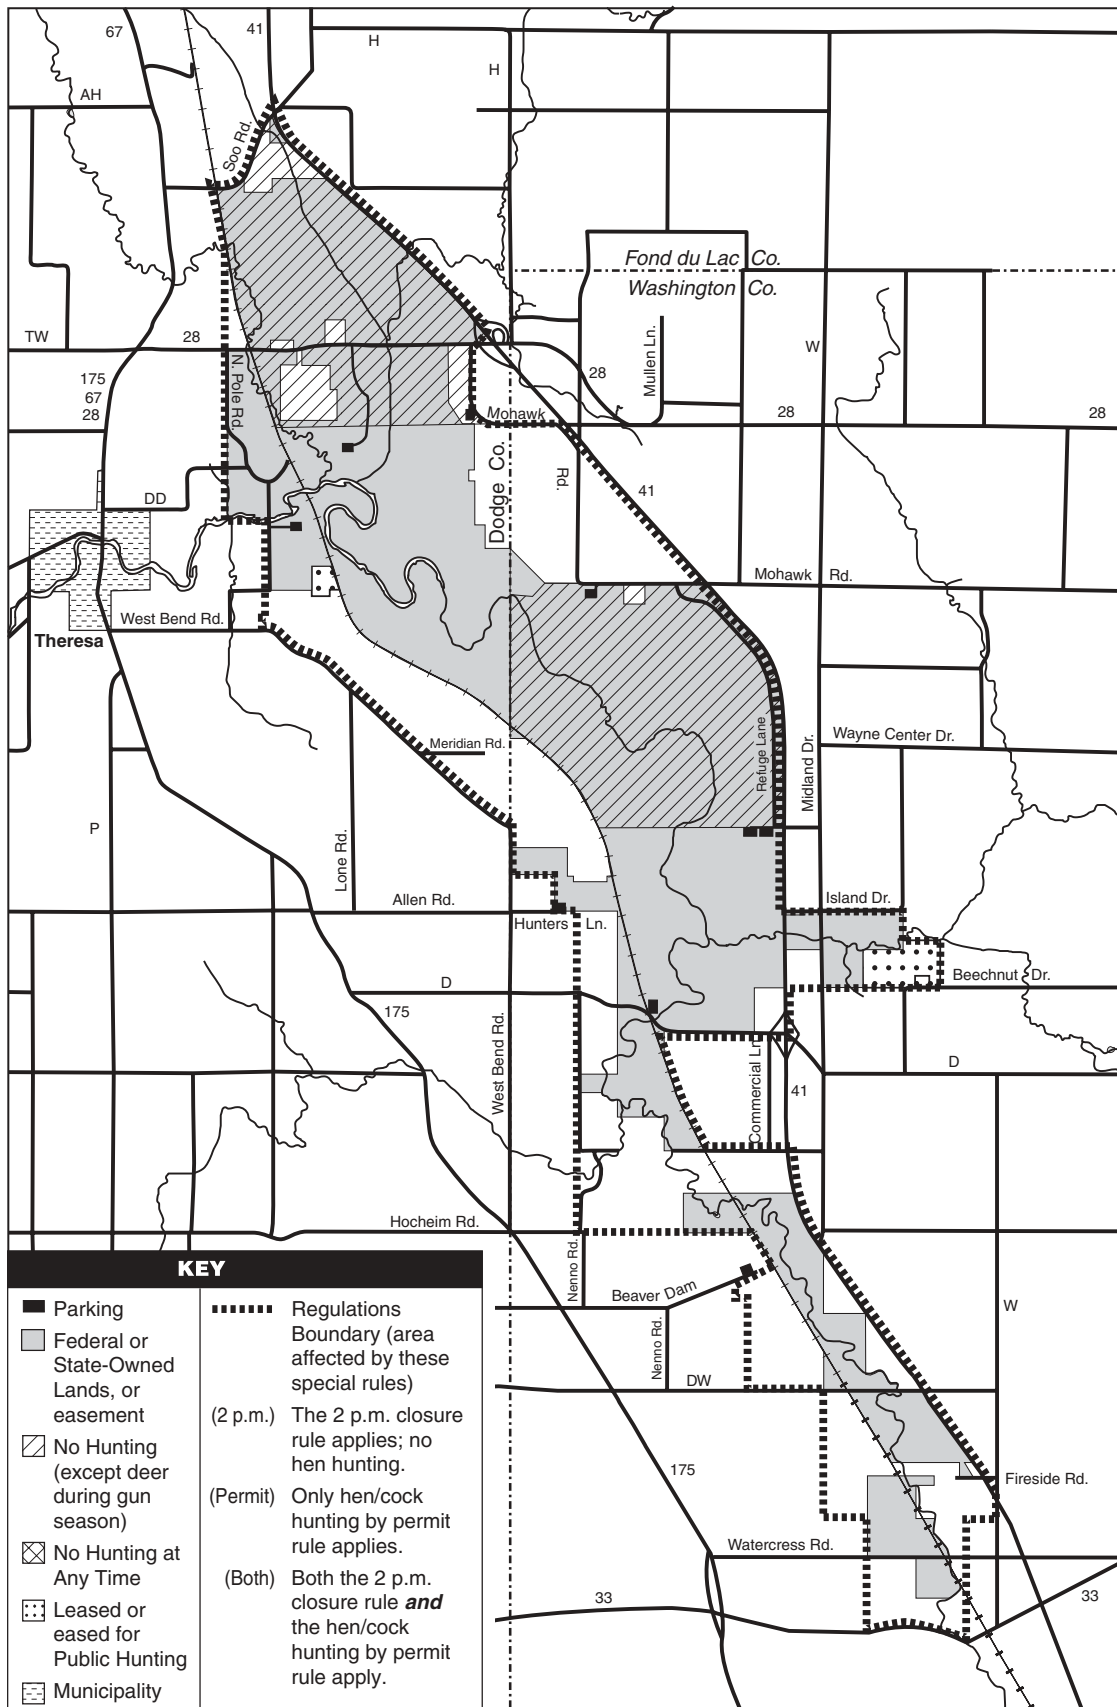 67
41
H
H
AH
Soo Rd.
Fond du Lac Co.
Washington Co.
TW
28
N. Pole Rd.
175
67
28
Mullen Ln.
W
28
28
28
Mohawk
Rd.
Dodge Co.
41
DD
Mohawk Rd.
West Bend Rd.
Theresa
Refuge Lane
Midland Dr.
Wayne Center Dr.
Meridian Rd.
P
Lone Rd.
Allen Rd.
Hunters Ln.
Island Dr.
Beechnut Dr.
D
175
West Bend Rd.
Commercial Ln.
41
D
Hocheim Rd.
Nenno Rd.
Beaver Dam
Nenno Rd.
W
DW
175
Fireside Rd.
Watercress Rd.
33
33
KEY
Parking
Federal or
State-Owned
Lands, or
easement
No Hunting
(except deer
during gun
season)
No Hunting at
Any Time
Leased or
eased for
Public Hunting
Municipality
Regulations
Boundary (area
affected by these
special rules)
(2 p.m.) The 2 p.m. closure
rule applies; no
hen hunting.
(Permit) Only hen/cock
hunting by permit
rule applies.
(Both) Both the 2 p.m.
closure rule and
the hen/cock
hunting by permit
rule apply.